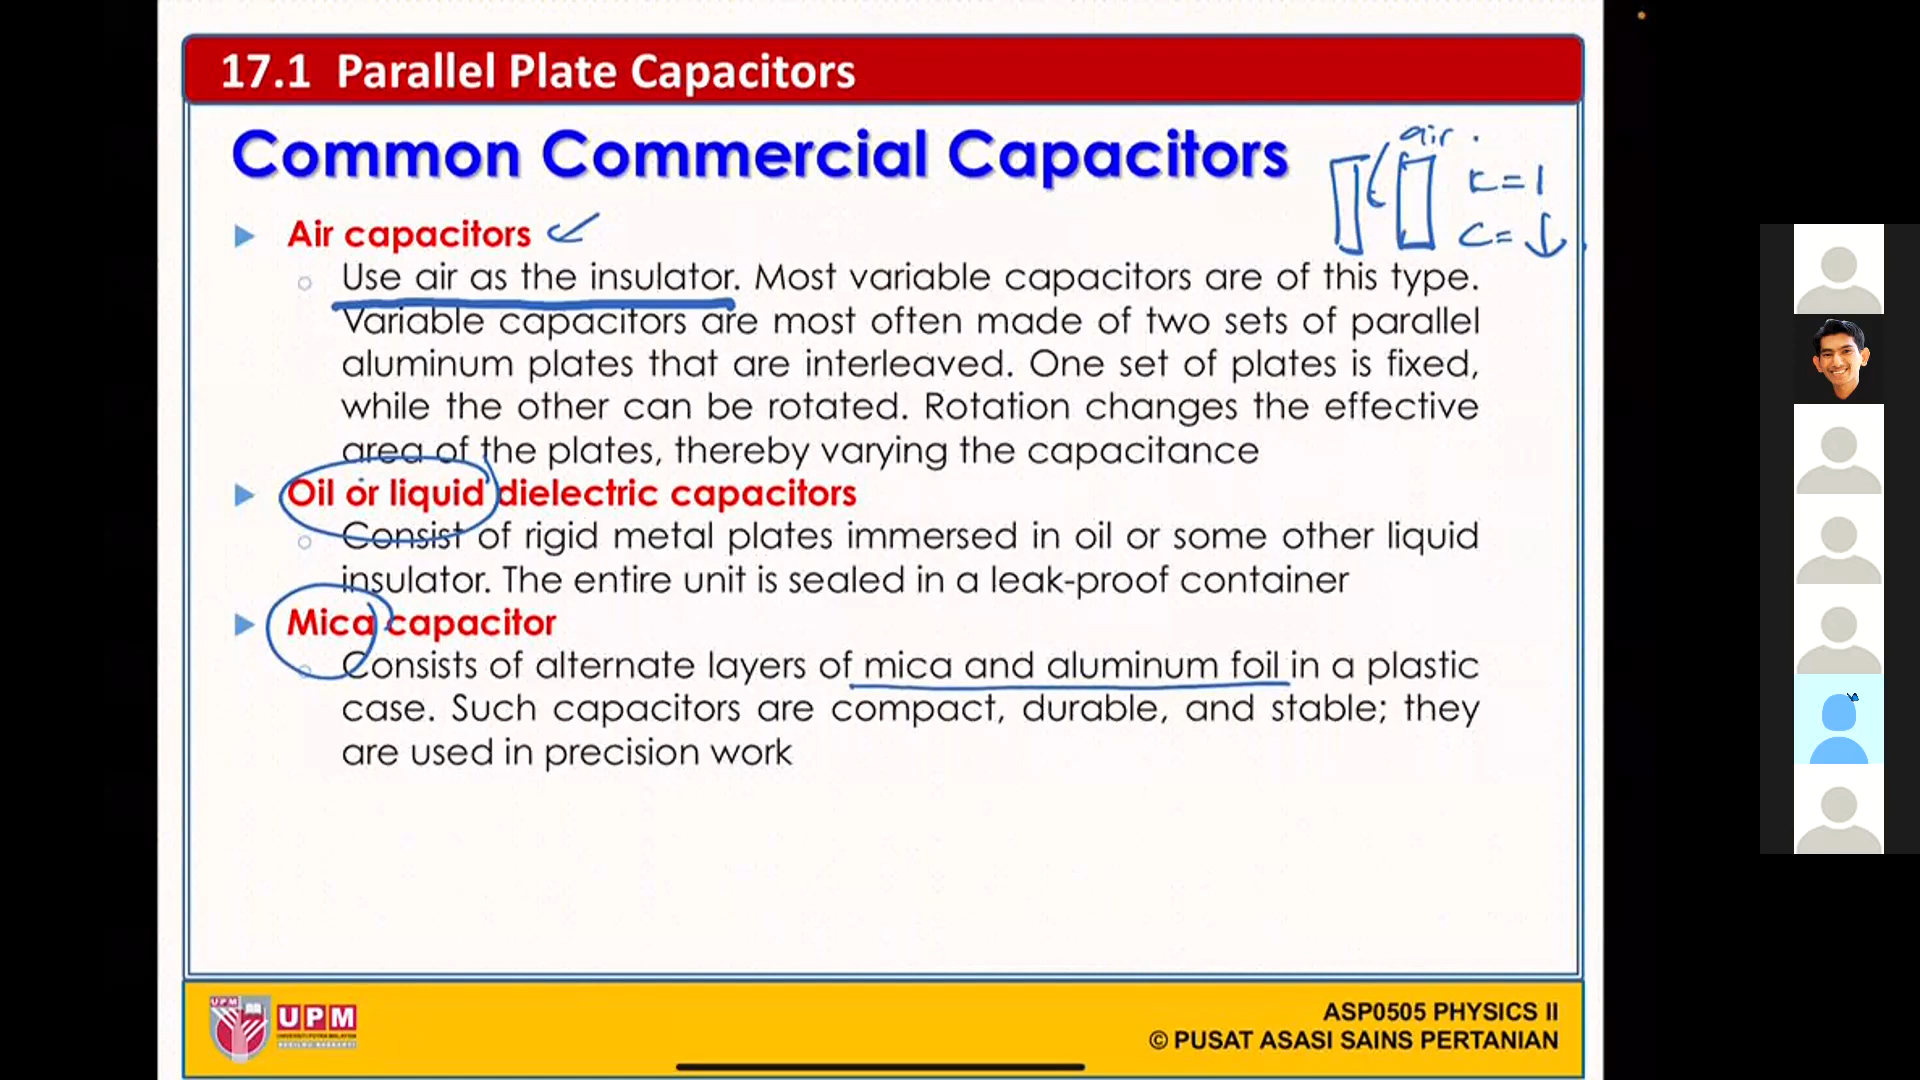 17.1 Parallel Plate Capacitors
Common Commercial Capacitors
air.
K=1
C=↓
Air capacitors
Use air as the insulator. Most variable capacitors are of this type.
Variable capacitors are most often made of two sets of parallel
aluminum plates that are interleaved. One set of plates is fixed,
while the other can be rotated. Rotation changes the effective
area of the plates, thereby varying the capacitance
Oil or liquid dielectric capacitors
Consist of rigid metal plates immersed in oil or some other liquid
insulator. The entire unit is sealed in a leak-proof container
Mica capacitor
Consists of alternate layers of mica and aluminum foil in a plastic
case. Such capacitors are compact, durable, and stable; they
are used in precision work
UPM
UPM
ASP0505 PHYSICS II
© PUSAT ASASI SAINS PERTANIAN